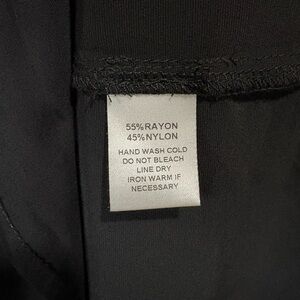 55%RAYON
45%NYLON
HAND WASH COLD
DO NOT BLEACH
LINE DRY
IRON WARM IF
NECESSARY